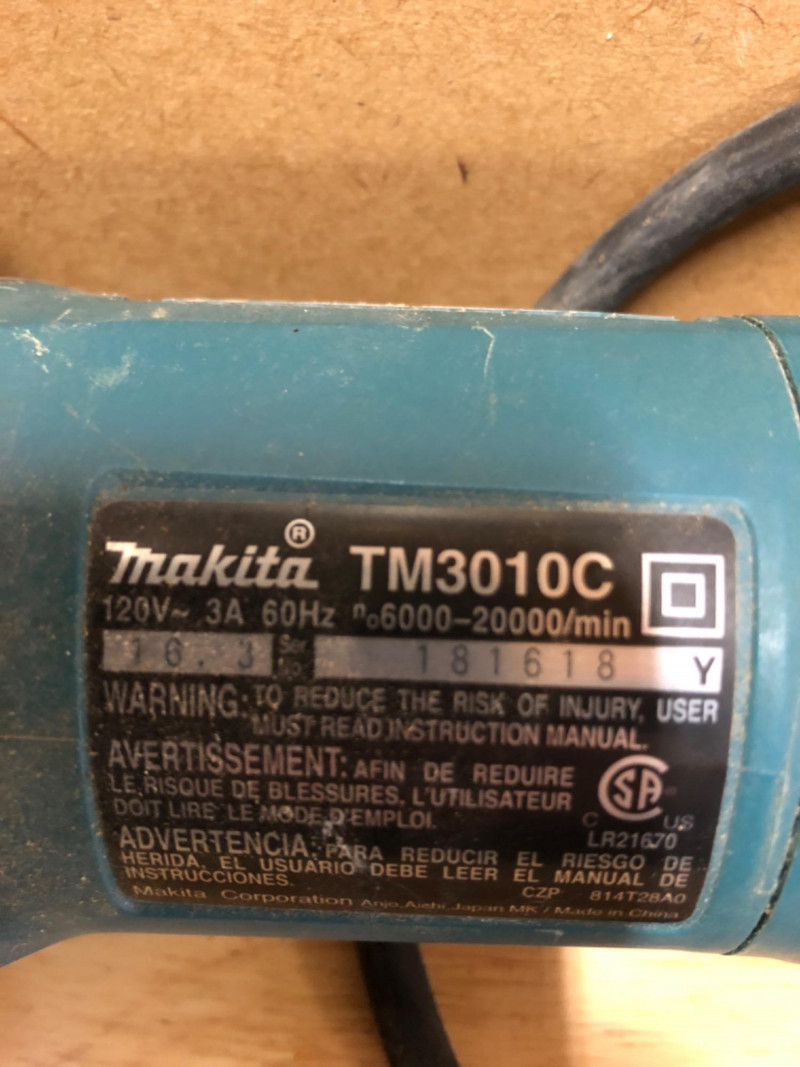 makita® TM3010C
120V~ 3A 60Hz n₀6000–20000/min
16.3 Ser. No. 181618 Y
WARNING: TO REDUCE THE RISK OF INJURY, USER
MUST READ INSTRUCTION MANUAL.
AVERTISSEMENT: AFIN DE REDUIRE
LE RISQUE DE BLESSURES, L'UTILISATEUR
DOIT LIRE LE MODE D'EMPLOI.
SA
C US
LR21670
ADVERTENCIA: PARA REDUCIR EL RIESGO DE
HERIDA, EL USUARIO DEBE LEER EL MANUAL DE
INSTRUCCIONES.
CZP 814T28A0
Makita Corporation Anjo, Aichi, Japan MK / Made in China